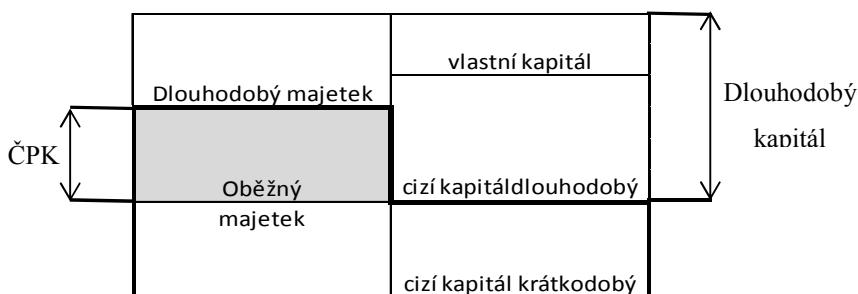 vlastní kapitál
Dlouhodobý majetek
Dlouhodobý
kapitál
ČPK
Oběžný
majetek
cizí kapitáldlouhodobý
cizí kapitál krátkodobý